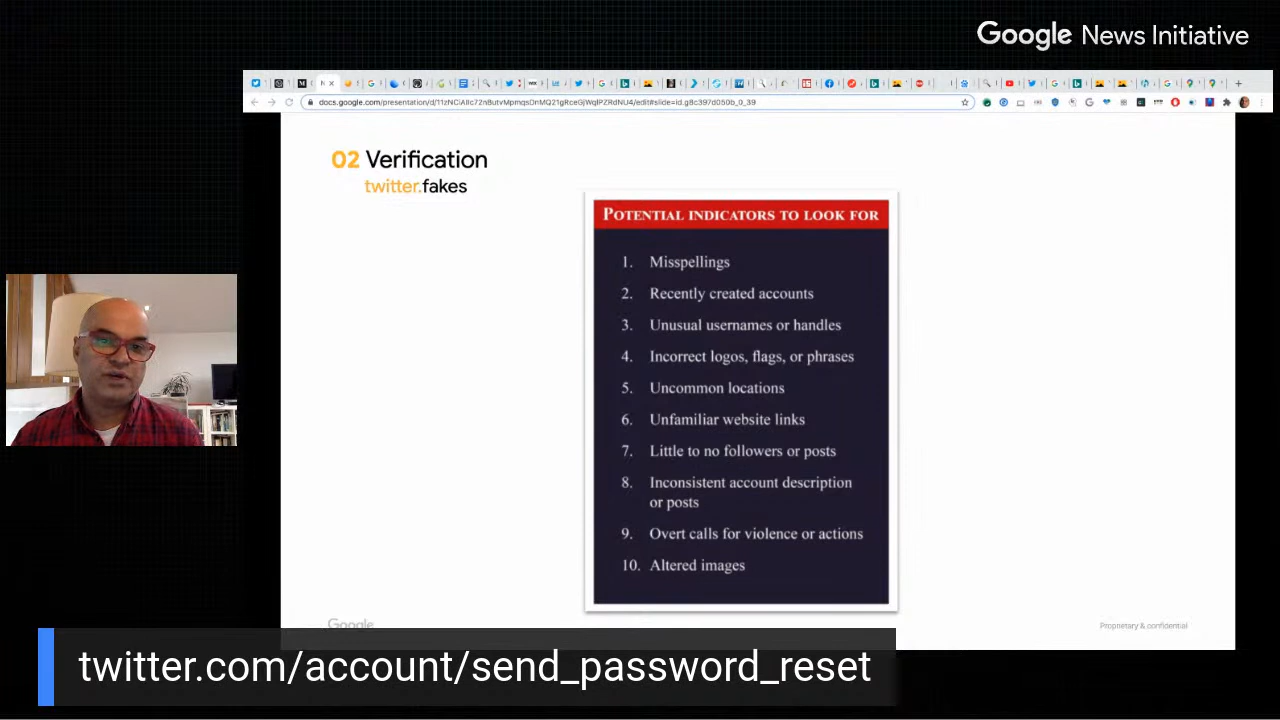 Google News Initiative
02 Verification
twitter.fakes
POTENTIAL INDICATORS TO LOOK FOR
1. Misspellings
2. Recently created accounts
3. Unusual usernames or handles
4. Incorrect logos, flags, or phrases
5. Uncommon locations
6. Unfamiliar website links
7. Little to no followers or posts
8. Inconsistent account description
or posts
9. Overt calls for violence or actions
10. Altered images
Google
Proprietary & confidential
twitter.com/account/send_password_reset